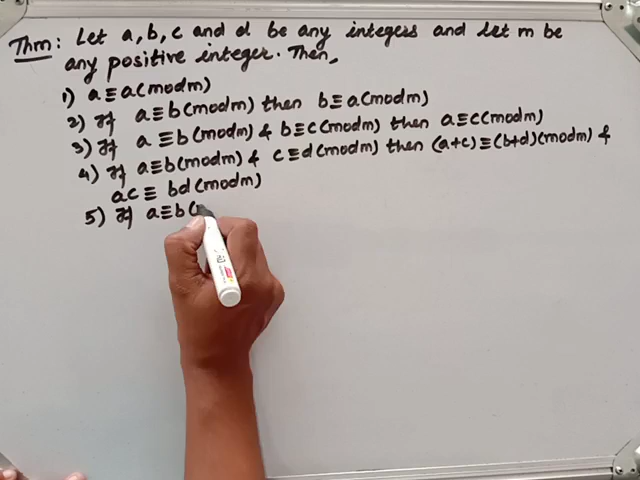 Thm: Let a, b, c and d be any integers and let m be
any positive integer. Then,
1) a ≡ a(mod m)
2) If a ≡ b(mod m) then b ≡ a(mod m)
3) If a ≡ b(mod m) & b ≡ c(mod m) then a ≡ c(mod m)
4) If a ≡ b(mod m) & c ≡ d(mod m) then (a+c) ≡ (b+d)(mod m) &
ac ≡ bd(mod m)
5) If a ≡ b(